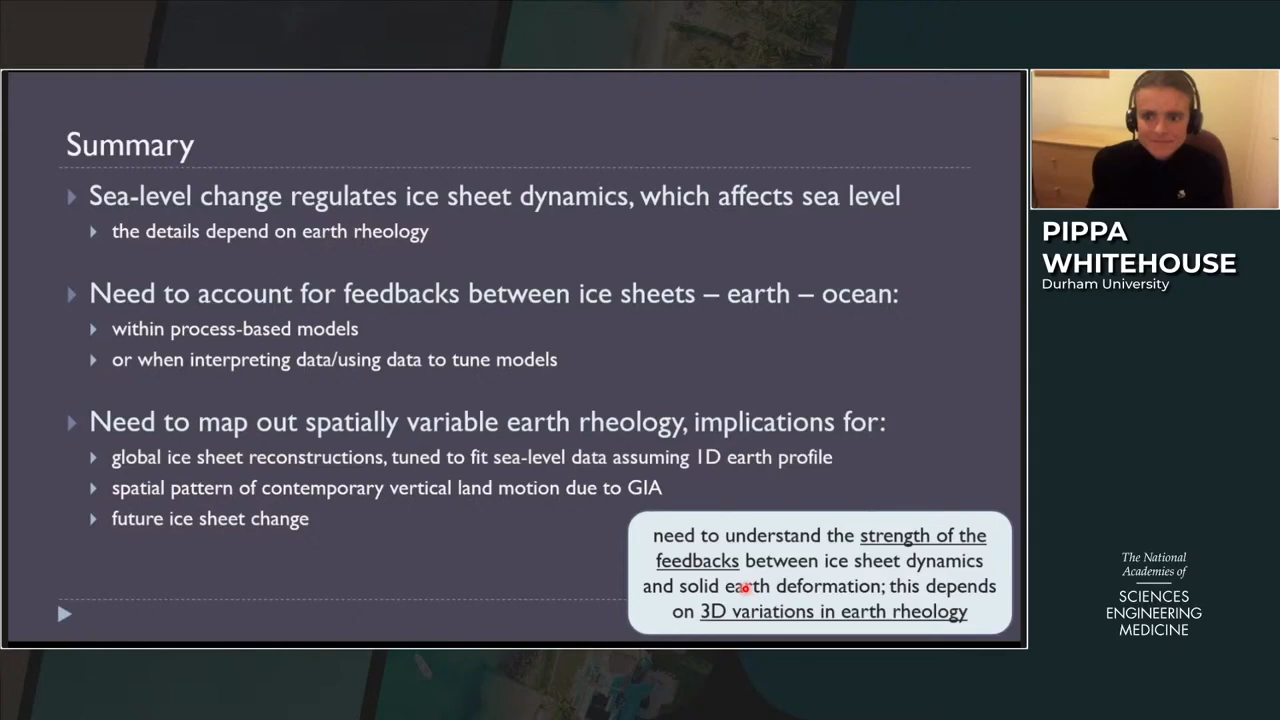 Summary
Sea-level change regulates ice sheet dynamics, which affects sea level
the details depend on earth rheology
Need to account for feedbacks between ice sheets – earth – ocean:
within process-based models
or when interpreting data/using data to tune models
Need to map out spatially variable earth rheology, implications for:
global ice sheet reconstructions, tuned to fit sea-level data assuming 1D earth profile
spatial pattern of contemporary vertical land motion due to GIA
future ice sheet change
need to understand the strength of the
feedbacks between ice sheet dynamics
and solid earth deformation; this depends
on 3D variations in earth rheology
PIPPA
WHITEHOUSE
Durham University
The National
Academies of
SCIENCES
ENGINEERING
MEDICINE